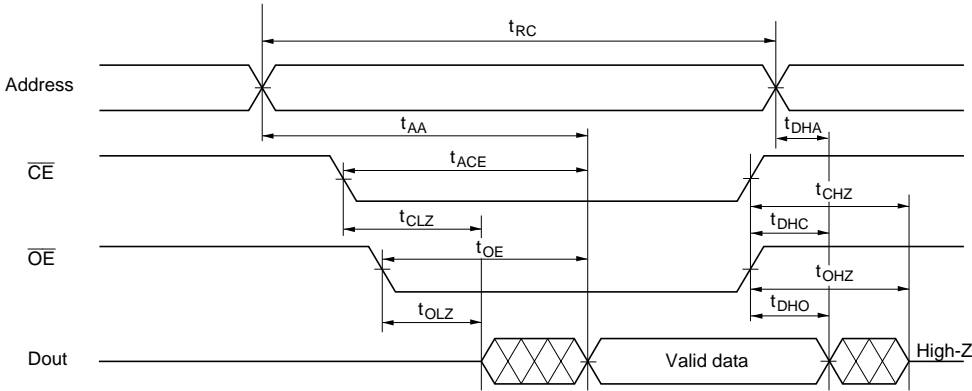 tRC
Address
tAA
tDHA
CE
tACE
tCHZ
tCLZ
tDHC
OE
tOE
tOHZ
tOLZ
tDHO
Dout
Valid data
High-Z